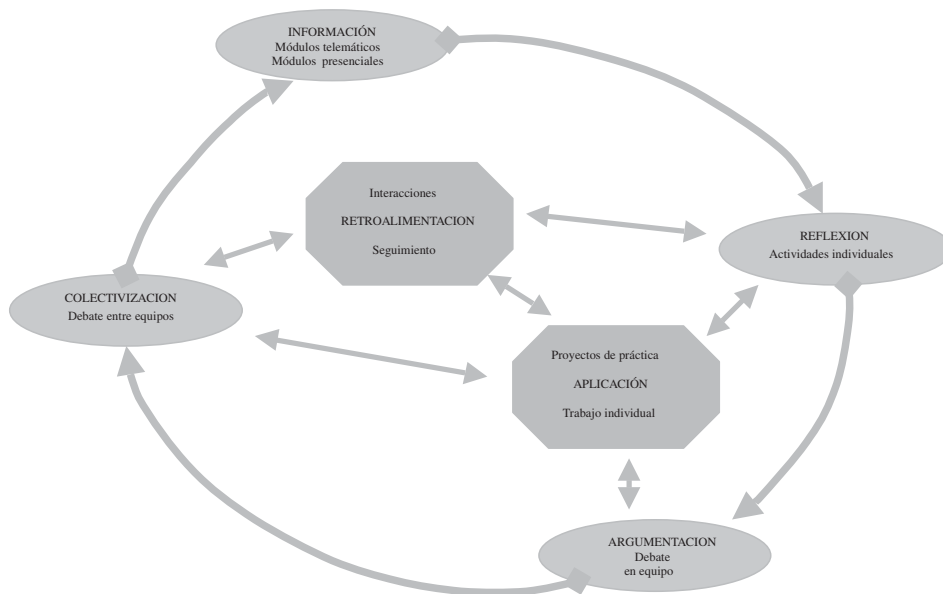 INFORMACIÓN
Módulos telemáticos
Módulos presenciales
Interacciones
RETROALIMENTACION
Seguimiento
REFLEXION
Actividades individuales
COLECTIVIZACION
Debate entre equipos
Proyectos de práctica
APLICACIÓN
Trabajo individual
ARGUMENTACION
Debate
en equipo